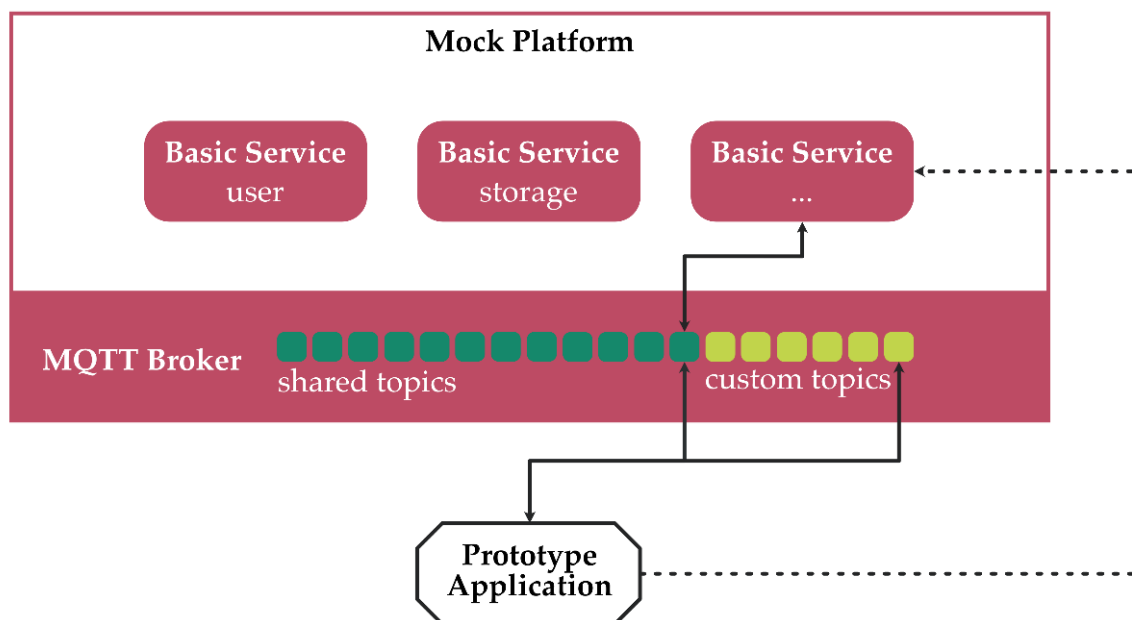 Mock Platform
Basic Service
user
Basic Service
storage
Basic Service
...
MQTT Broker
shared topics
custom topics
Prototype
Application